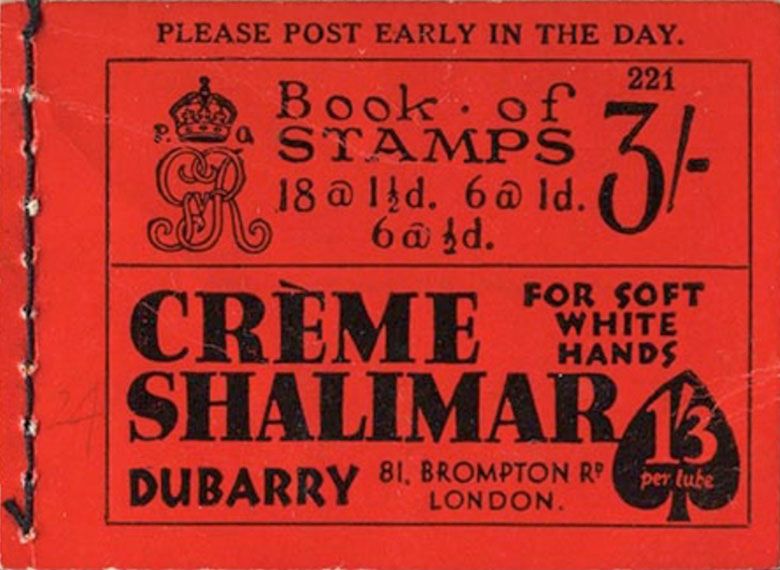 PLEASE POST EARLY IN THE DAY.
221
P. O
GvR
Book · of
STAMPS
3/-
18 @ 1½d. 6 @ 1d.
6 @ ½d.
CRÈME
SHALIMAR
FOR SOFT
WHITE
HANDS
1/3
per tube
DUBARRY
81, BROMPTON RD
LONDON.